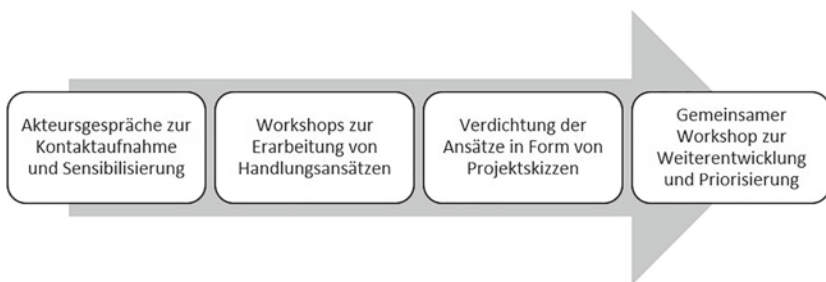 Akteursgespräche zur
Kontaktaufnahme
und Sensibilisierung
Workshops zur
Erarbeitung von
Handlungsansätzen
Verdichtung der
Ansätze in Form von
Projektskizzen
Gemeinsamer
Workshop zur
Weiterentwicklung
und Priorisierung